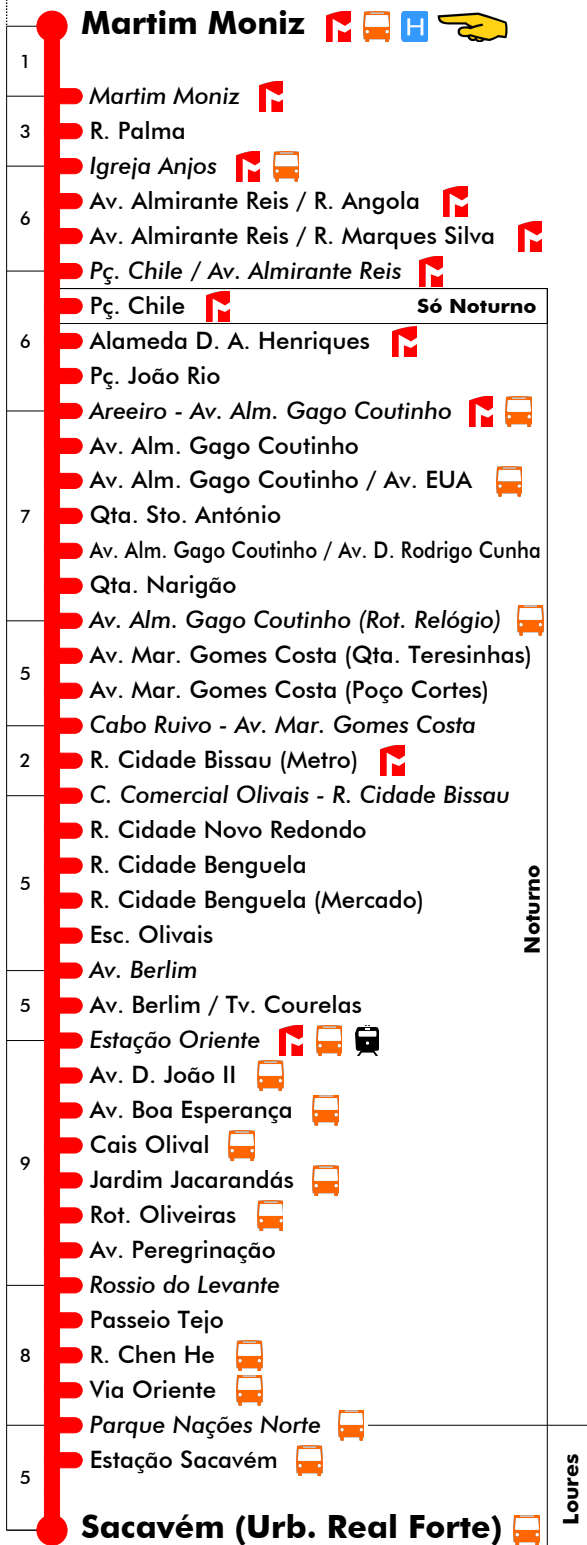 Martim Moniz H
1
Martim Moniz
3
R. Palma
Igreja Anjos
Av. Almirante Reis / R. Angola
6
Av. Almirante Reis / R. Marques Silva
Pç. Chile / Av. Almirante Reis
Pç. Chile Só Noturno
6
Alameda D. A. Henriques
Pç. João Rio
Areeiro - Av. Alm. Gago Coutinho
Av. Alm. Gago Coutinho
Av. Alm. Gago Coutinho / Av. EUA
7
Qta. Sto. António
Av. Alm. Gago Coutinho / Av. D. Rodrigo Cunha
Qta. Narigão
Av. Alm. Gago Coutinho (Rot. Relógio)
Av. Mar. Gomes Costa (Qta. Teresinhas)
5
Av. Mar. Gomes Costa (Poço Cortes)
Cabo Ruivo - Av. Mar. Gomes Costa
2
R. Cidade Bissau (Metro)
C. Comercial Olivais - R. Cidade Bissau
R. Cidade Novo Redondo
R. Cidade Benguela
5
R. Cidade Benguela (Mercado)
Noturno
Esc. Olivais
Av. Berlim
5
Av. Berlim / Tv. Courelas
Estação Oriente
Av. D. João II
Av. Boa Esperança
Cais Olival
9
Jardim Jacarandás
Rot. Oliveiras
Av. Peregrinação
Rossio do Levante
Passeio Tejo
8
R. Chen He
Via Oriente
Parque Nações Norte
Estação Sacavém
5
Loures
Sacavém (Urb. Real Forte)